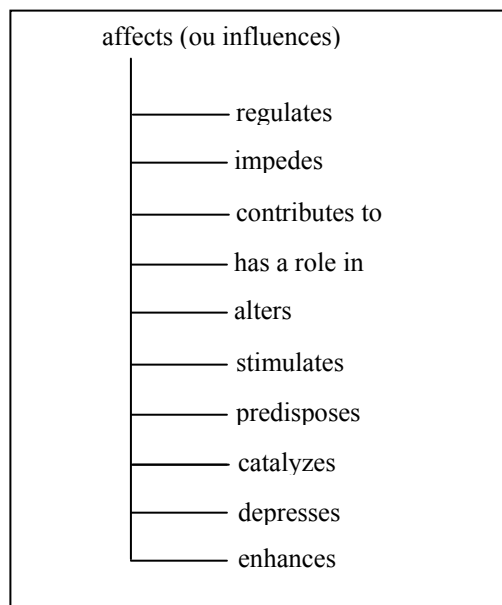 affects (ou influences)
regulates
impedes
contributes to
has a role in
alters
stimulates
predisposes
catalyzes
depresses
enhances